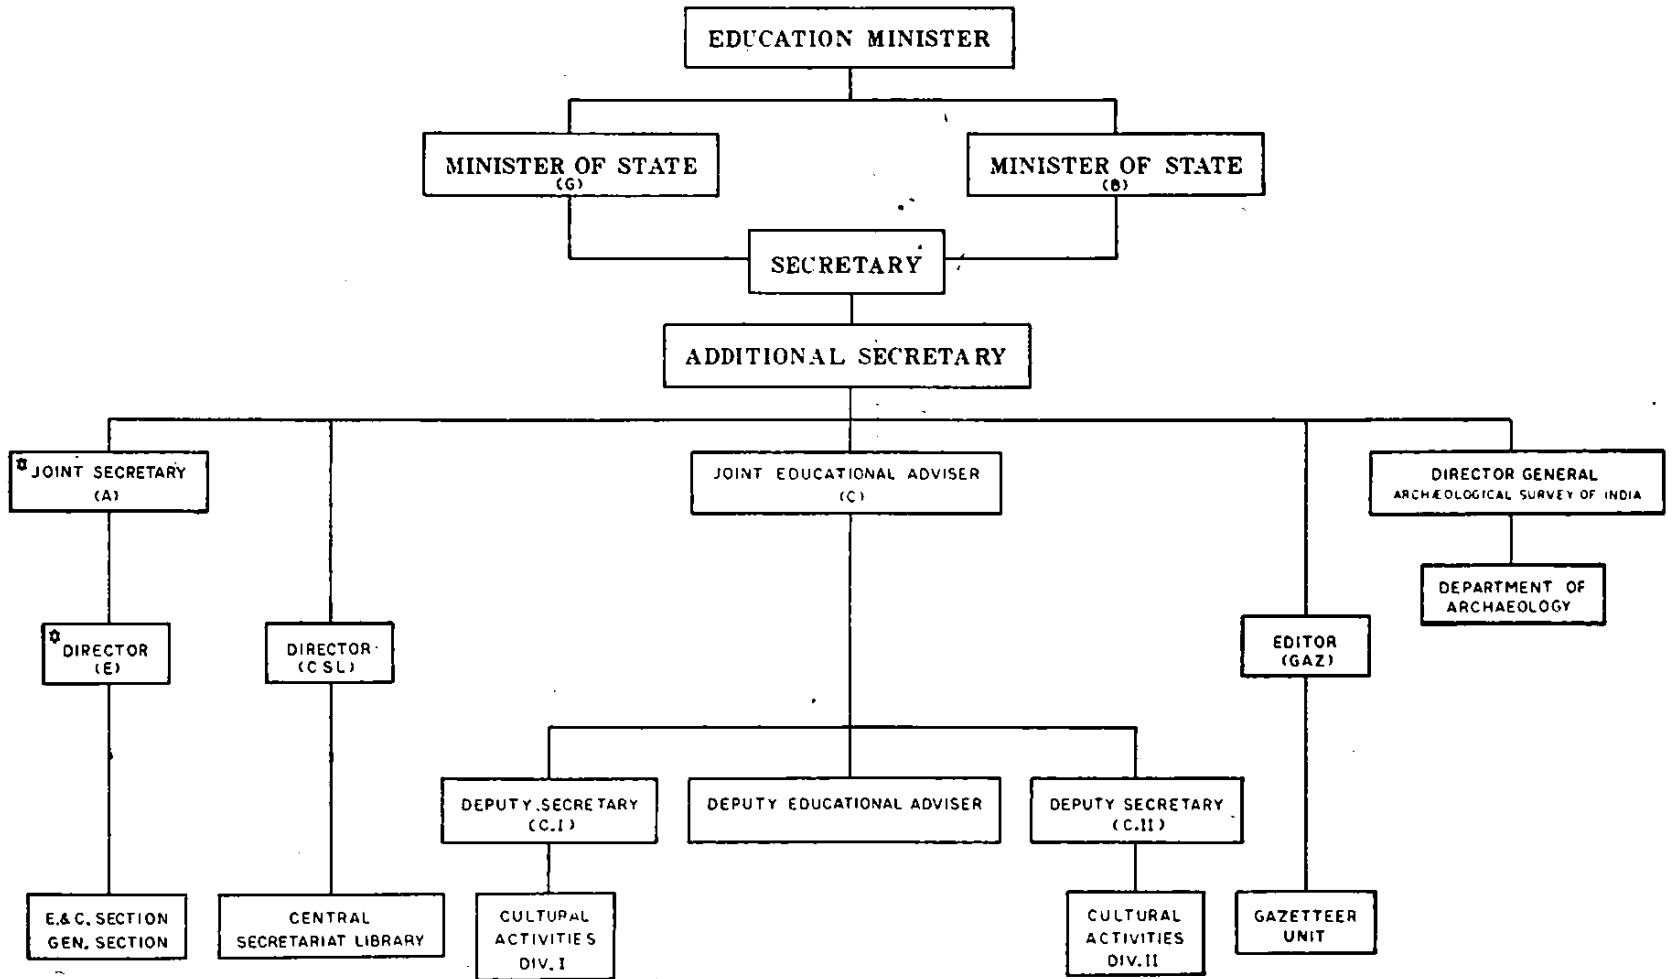 EDUCATION MINISTER
MINISTER OF STATE
(G)
MINISTER OF STATE
(B)
SECRETARY
ADDITIONAL SECRETARY
✡ JOINT SECRETARY
(A)
JOINT EDUCATIONAL ADVISER
(C)
DIRECTOR GENERAL
ARCHÆOLOGICAL SURVEY OF INDIA
DEPARTMENT OF
ARCHAEOLOGY
✡ DIRECTOR
(E)
DIRECTOR
(CSL)
EDITOR
(GAZ)
DEPUTY SECRETARY
(C.I)
DEPUTY EDUCATIONAL ADVISER
DEPUTY SECRETARY
(C.II)
E.&C. SECTION
GEN. SECTION
CENTRAL
SECRETARIAT LIBRARY
CULTURAL
ACTIVITIES
DIV. I
CULTURAL
ACTIVITIES
DIV. II
GAZETTEER
UNIT